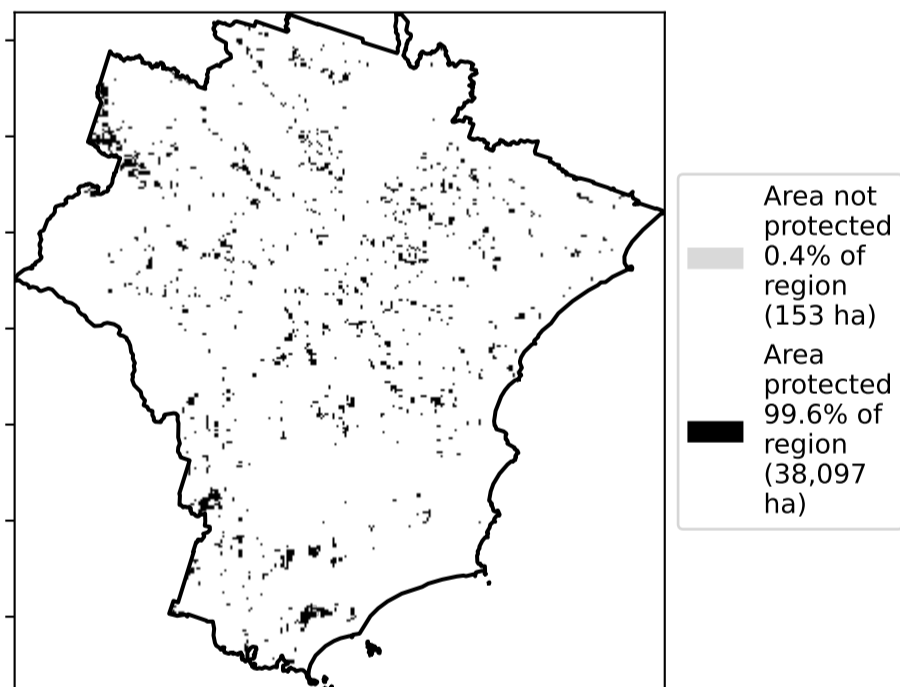 Area not
protected
0.4% of
region
(153 ha)
Area
protected
99.6% of
region
(38,097
ha)